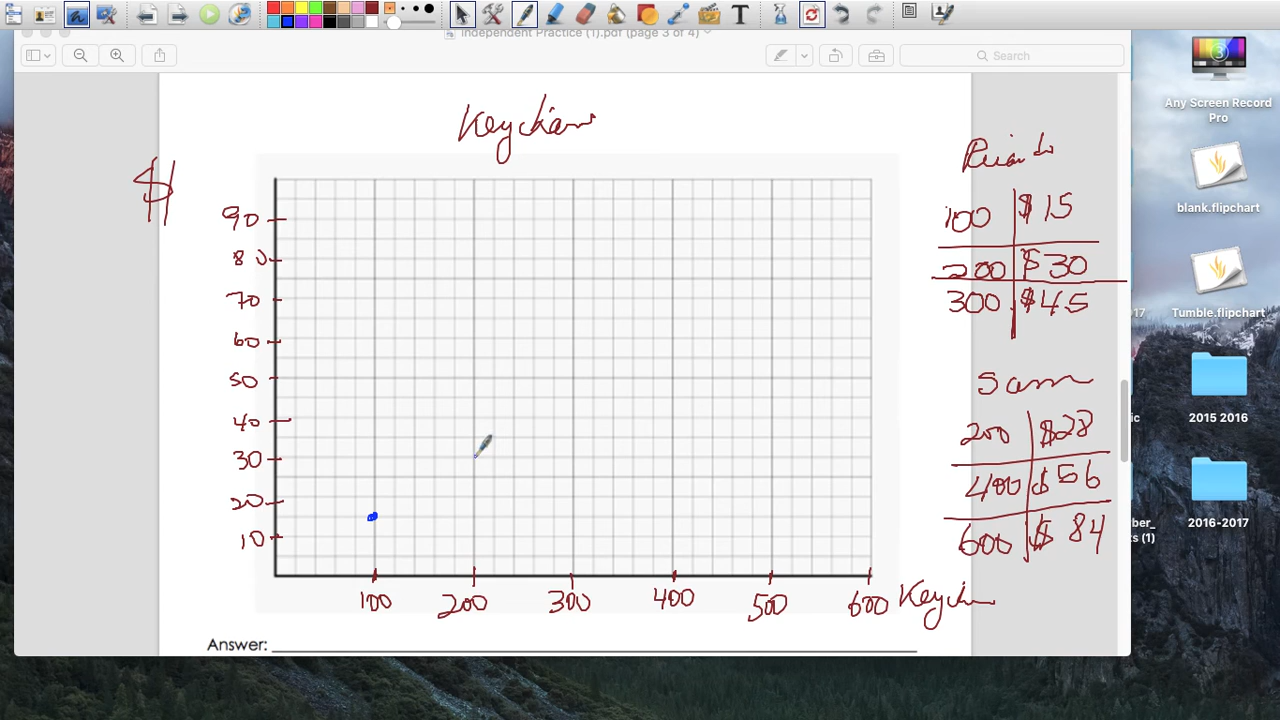 Independent Practice (1).pdf (page 3 of 4)
Search
Any Screen Record
Pro
blank.flipchart
Tumble.flipchart
2015 2016
2016-2017
Keychains
$
90
80
70
60
50
40
30
20
10
100 200 300 400 500 600
100 $15
200 $30
300 $45
Sam
200 $28
400 $56
600 $84
Answer: